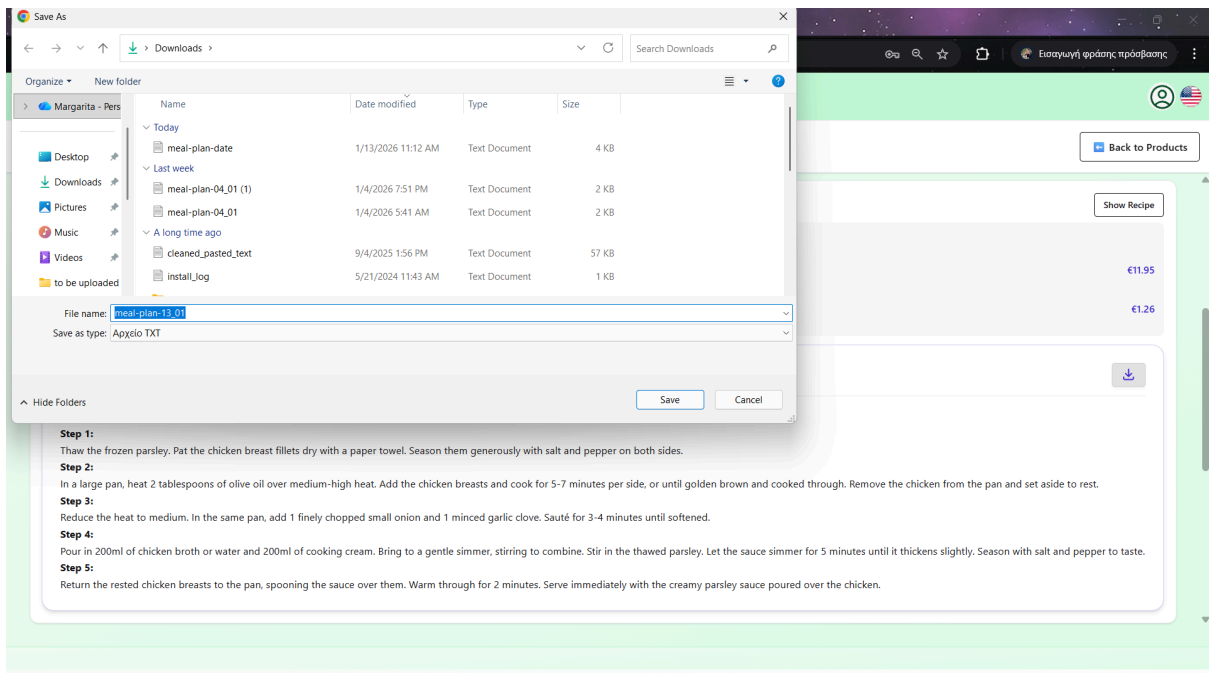 Save As
Downloads
Search Downloads
Εισαγωγή φράσης πρόσβασης
Organize
New folder
Margarita - Pers
Desktop
Downloads
Pictures
Music
Videos
to be uploaded
Name Date modified Type Size
Today
meal-plan-date 1/13/2026 11:12 AM Text Document 4 KB
Last week
meal-plan-04_01 (1) 1/4/2026 7:51 PM Text Document 2 KB
meal-plan-04_01 1/4/2026 5:41 AM Text Document 2 KB
A long time ago
cleaned_pasted_text 9/4/2025 1:56 PM Text Document 57 KB
install_log 5/21/2024 11:43 AM Text Document 1 KB
File name: meal-plan-13_01
Save as type: Αρχείο TXT
Hide Folders
Save
Cancel
Back to Products
Show Recipe
€11.95
€1.26
Step 1:
Thaw the frozen parsley. Pat the chicken breast fillets dry with a paper towel. Season them generously with salt and pepper on both sides.
Step 2:
In a large pan, heat 2 tablespoons of olive oil over medium-high heat. Add the chicken breasts and cook for 5-7 minutes per side, or until golden brown and cooked through. Remove the chicken from the pan and set aside to rest.
Step 3:
Reduce the heat to medium. In the same pan, add 1 finely chopped small onion and 1 minced garlic clove. Sauté for 3-4 minutes until softened.
Step 4:
Pour in 200ml of chicken broth or water and 200ml of cooking cream. Bring to a gentle simmer, stirring to combine. Stir in the thawed parsley. Let the sauce simmer for 5 minutes until it thickens slightly. Season with salt and pepper to taste.
Step 5:
Return the rested chicken breasts to the pan, spooning the sauce over them. Warm through for 2 minutes. Serve immediately with the creamy parsley sauce poured over the chicken.